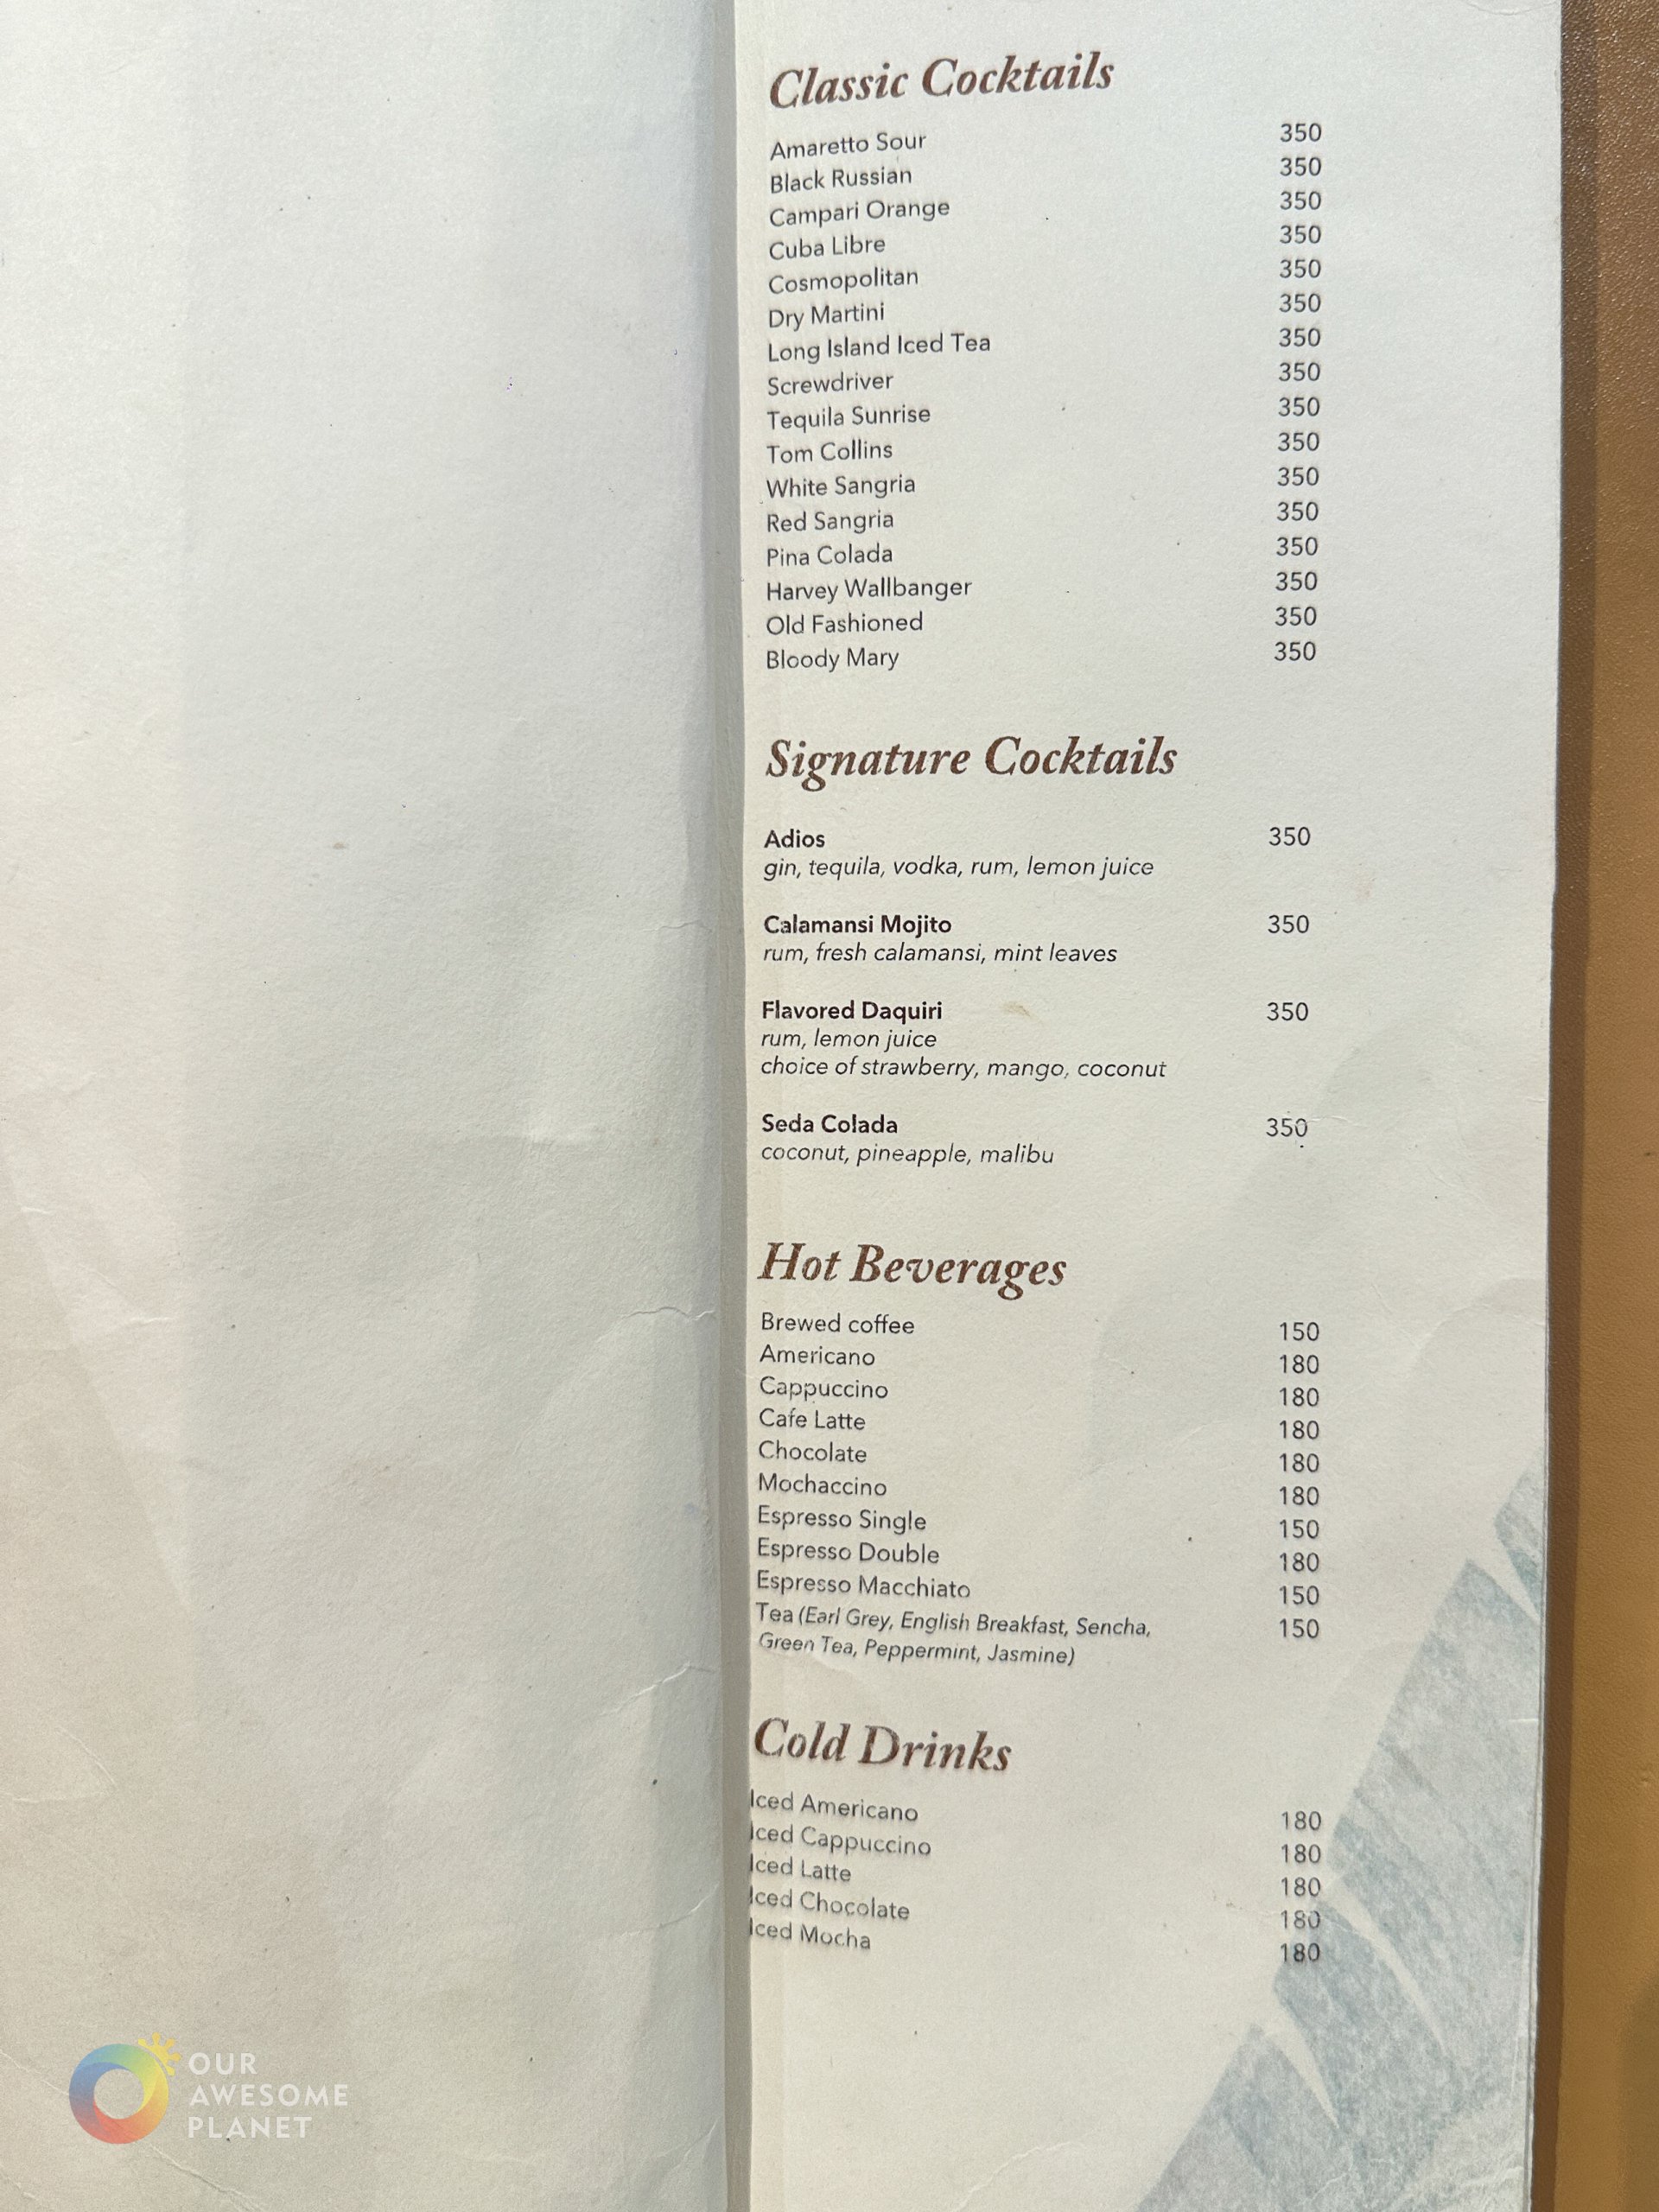 Classic Cocktails
Amaretto Sour 350
Black Russian 350
Campari Orange 350
Cuba Libre 350
Cosmopolitan 350
Dry Martini 350
Long Island Iced Tea 350
Screwdriver 350
Tequila Sunrise 350
Tom Collins 350
White Sangria 350
Red Sangria 350
Pina Colada 350
Harvey Wallbanger 350
Old Fashioned 350
Bloody Mary 350
Signature Cocktails
Adios 350
gin, tequila, vodka, rum, lemon juice
Calamansi Mojito 350
rum, fresh calamansi, mint leaves
Flavored Daquiri 350
rum, lemon juice
choice of strawberry, mango, coconut
Seda Colada 350
coconut, pineapple, malibu
Hot Beverages
Brewed coffee 150
Americano 180
Cappuccino 180
Cafe Latte 180
Chocolate 180
Mochaccino 180
Espresso Single 150
Espresso Double 180
Espresso Macchiato 150
Tea (Earl Grey, English Breakfast, Sencha, 150
Green Tea, Peppermint, Jasmine)
Cold Drinks
Iced Americano 180
Iced Cappuccino 180
Iced Latte 180
Iced Chocolate 180
Iced Mocha 180
OUR
AWESOME
PLANET